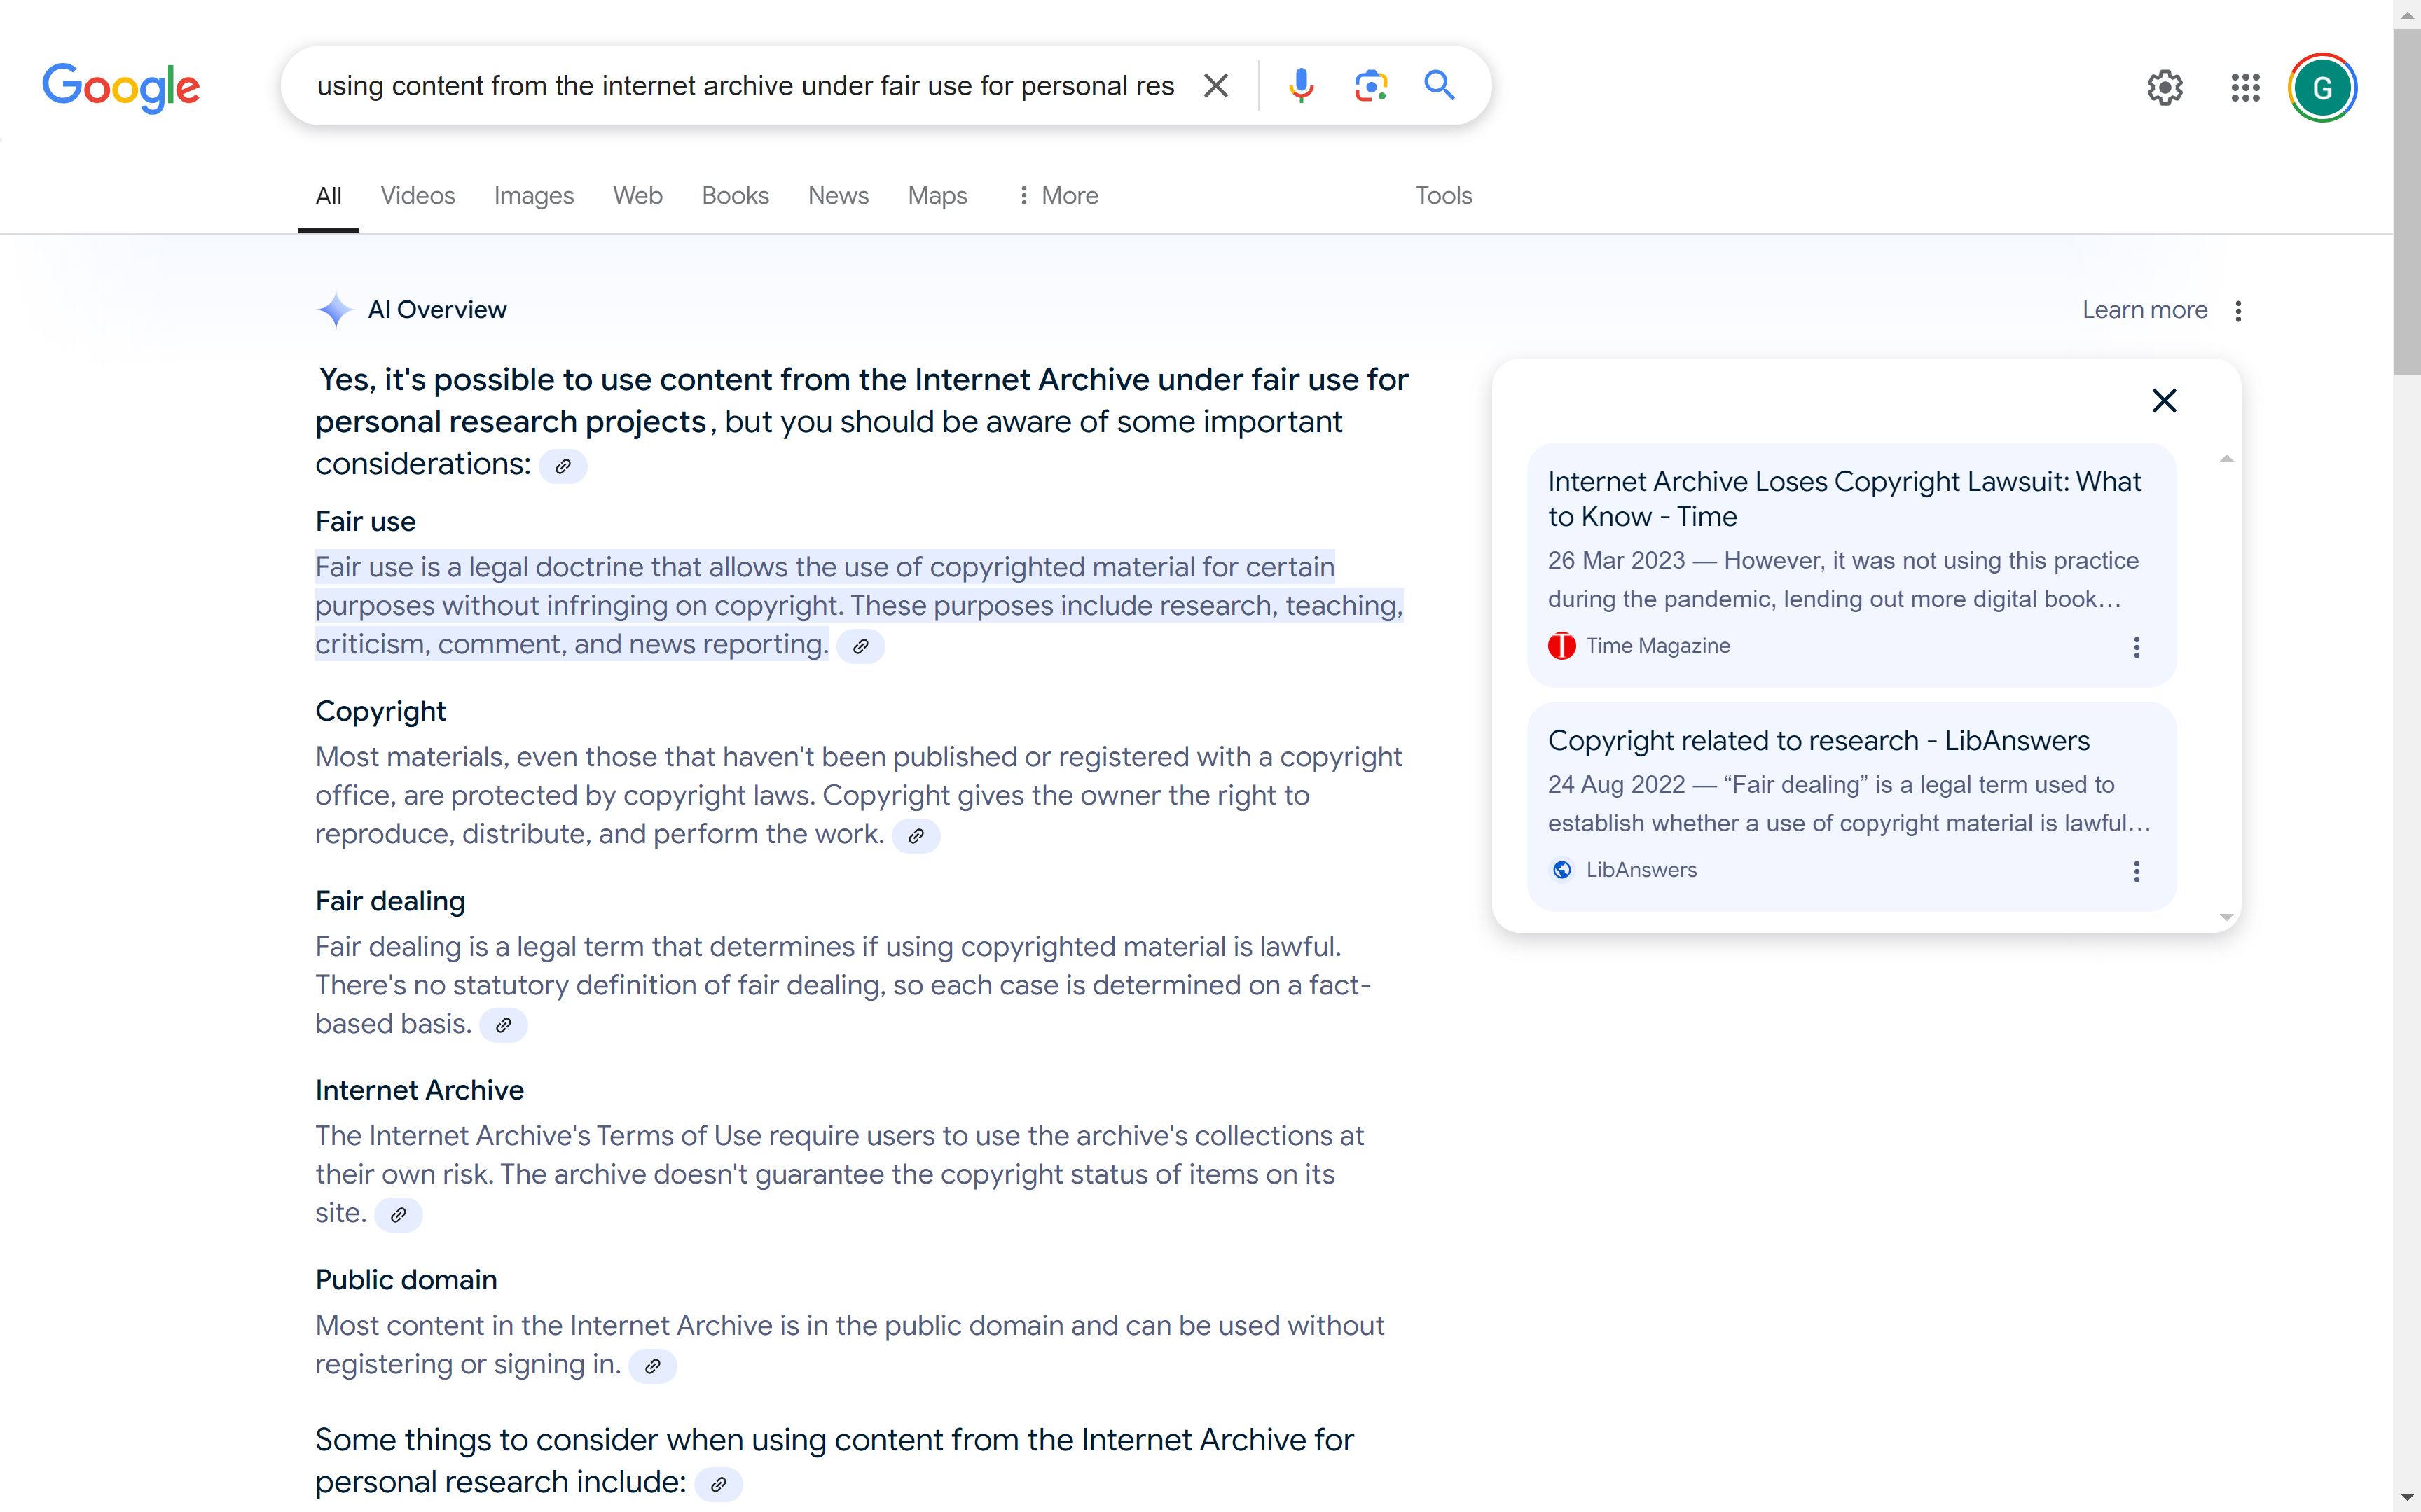 Google
using content from the internet archive under fair use for personal res
All Videos Images Web Books News Maps More Tools
AI Overview
Learn more
Yes, it's possible to use content from the Internet Archive under fair use for
personal research projects, but you should be aware of some important
considerations:
Fair use
Fair use is a legal doctrine that allows the use of copyrighted material for certain
purposes without infringing on copyright. These purposes include research, teaching,
criticism, comment, and news reporting.
Copyright
Most materials, even those that haven't been published or registered with a copyright
office, are protected by copyright laws. Copyright gives the owner the right to
reproduce, distribute, and perform the work.
Fair dealing
Fair dealing is a legal term that determines if using copyrighted material is lawful.
There's no statutory definition of fair dealing, so each case is determined on a fact-
based basis.
Internet Archive
The Internet Archive's Terms of Use require users to use the archive's collections at
their own risk. The archive doesn't guarantee the copyright status of items on its
site.
Public domain
Most content in the Internet Archive is in the public domain and can be used without
registering or signing in.
Some things to consider when using content from the Internet Archive for
personal research include:
Internet Archive Loses Copyright Lawsuit: What
to Know - Time
26 Mar 2023 — However, it was not using this practice
during the pandemic, lending out more digital book…
Time Magazine
Copyright related to research - LibAnswers
24 Aug 2022 — “Fair dealing” is a legal term used to
establish whether a use of copyright material is lawful…
LibAnswers
G